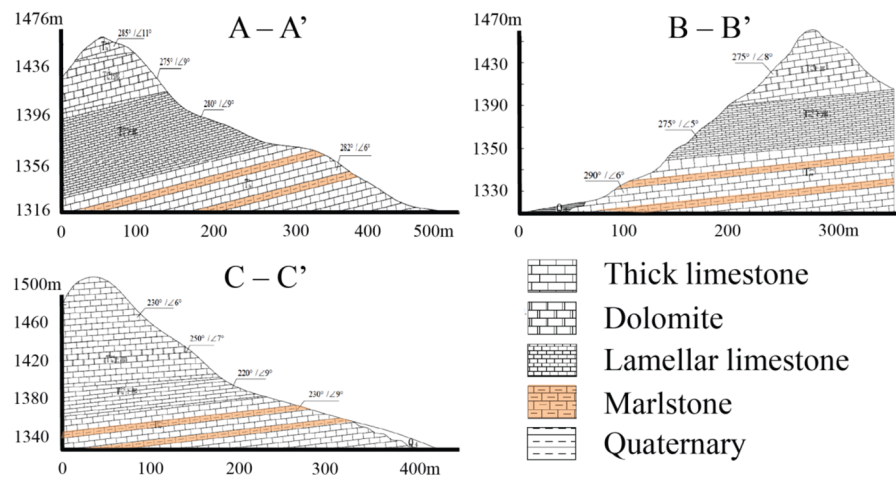 A – A’
1476m
1436
1396
1356
1316
0
100
200
300
400
500m
285° ∠11°
275° ∠9°
280° ∠9°
282° ∠6°
B – B’
1470m
1430
1390
1350
1330
100
200
300m
275° ∠8°
275° ∠5°
290° ∠6°
C – C’
1500m
1460
1420
1380
1340
0
100
200
300
400m
230° ∠6°
250° ∠7°
220° ∠9°
230° ∠9°
Thick limestone
Dolomite
Lamellar limestone
Marlstone
Quaternary